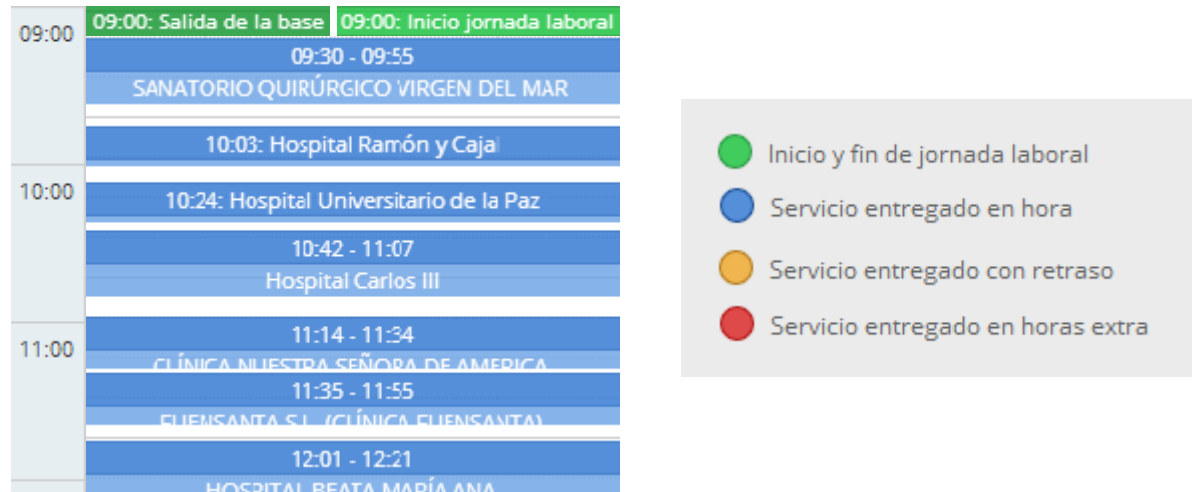 09:00
09:00: Salida de la base
09:00: Inicio jornada laboral
09:30 - 09:55
SANATORIO QUIRÚRGICO VIRGEN DEL MAR
10:03: Hospital Ramón y Cajal
10:00
10:24: Hospital Universitario de la Paz
10:42 - 11:07
Hospital Carlos III
11:00
11:14 - 11:34
CLÍNICA NUESTRA SEÑORA DE AMERICA
11:35 - 11:55
FUENSANTA S.L. (CLÍNICA FUENSANTA)
12:01 - 12:21
HOSPITAL BEATA MARÍA ANA
Inicio y fin de jornada laboral
Servicio entregado en hora
Servicio entregado con retraso
Servicio entregado en horas extra